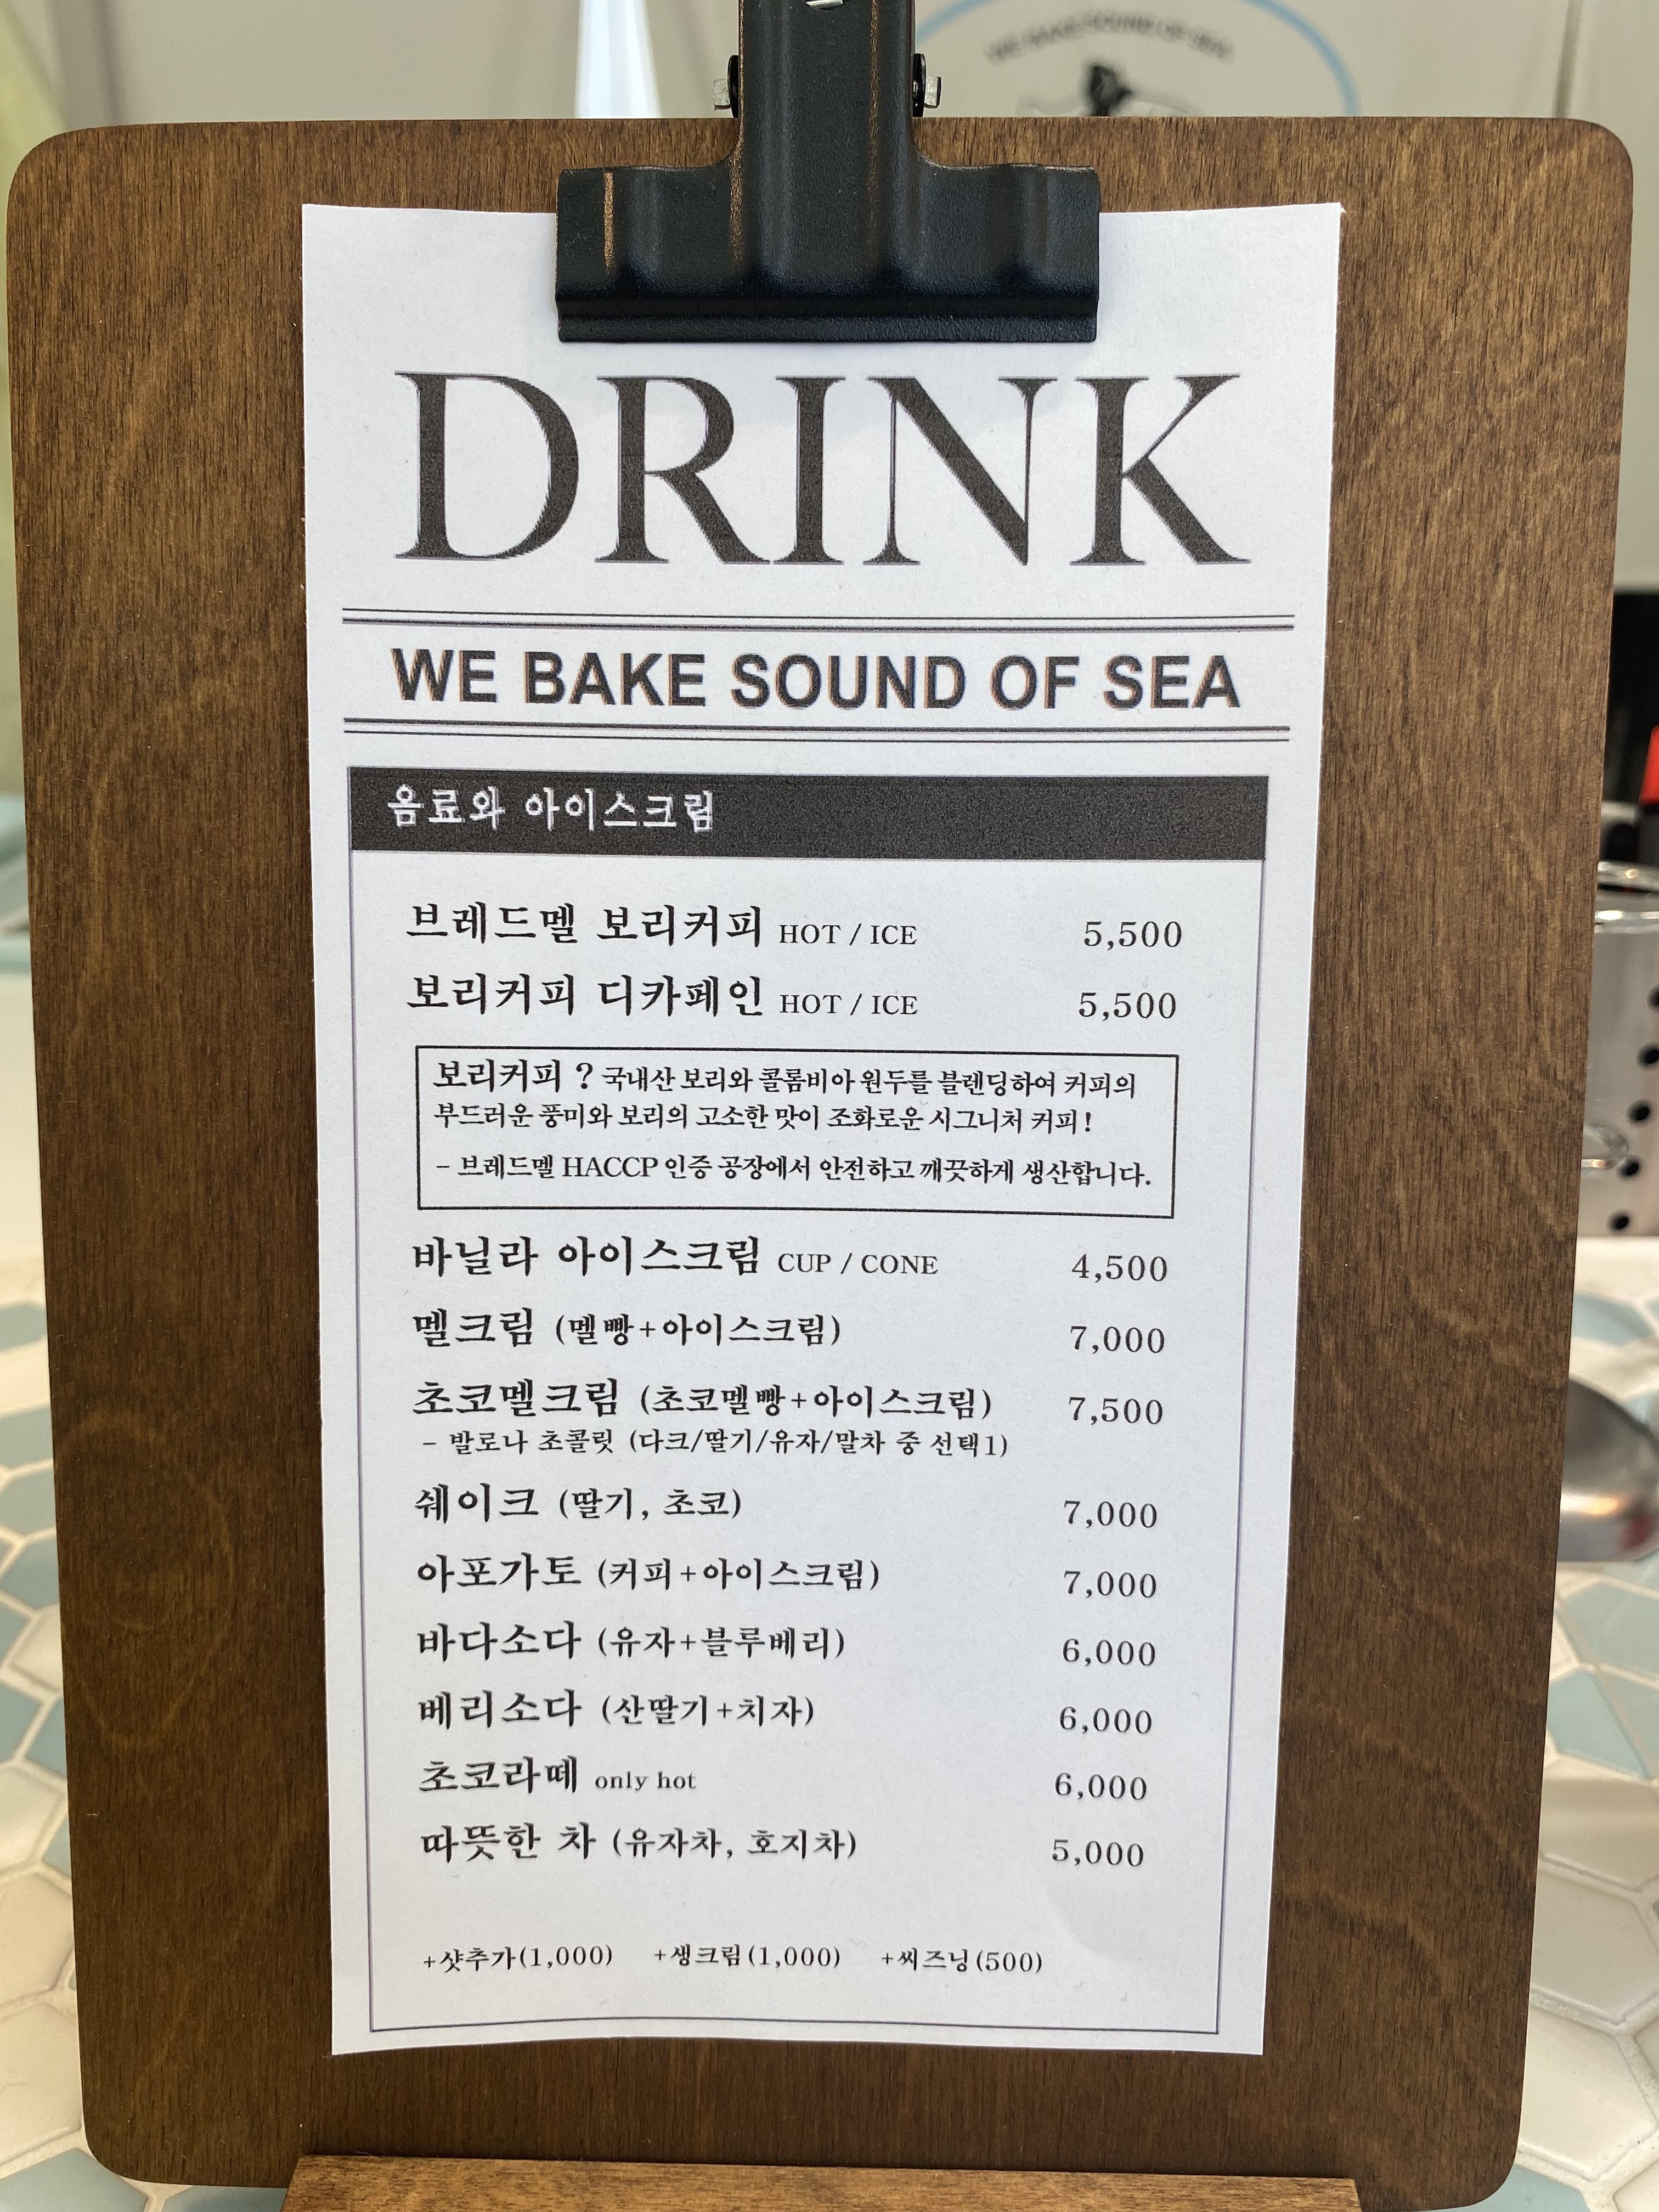 WE BAKE SOUND OF SEA
DRINK
WE BAKE SOUND OF SEA
음료와 아이스크림
브레드멜 보리커피 HOT / ICE 5,500
보리커피 디카페인 HOT / ICE 5,500
보리커피 ? 국내산 보리와 콜롬비아 원두를 블렌딩하여 커피의
부드러운 풍미와 보리의 고소한 맛이 조화로운 시그니처 커피!
- 브레드멜 HACCP 인증 공장에서 안전하고 깨끗하게 생산합니다.
바닐라 아이스크림 CUP / CONE 4,500
멜크림 (멜빵+아이스크림) 7,000
초코멜크림 (초코멜빵+아이스크림) 7,500
- 발로나 초콜릿 (다크/딸기/유자/말차 중 선택1)
쉐이크 (딸기, 초코) 7,000
아포가토 (커피+아이스크림) 7,000
바다소다 (유자+블루베리) 6,000
베리소다 (산딸기+치자) 6,000
초코라떼 only hot 6,000
따뜻한 차 (유자차, 호지차) 5,000
+샷추가(1,000) +생크림(1,000) +씨즈닝(500)